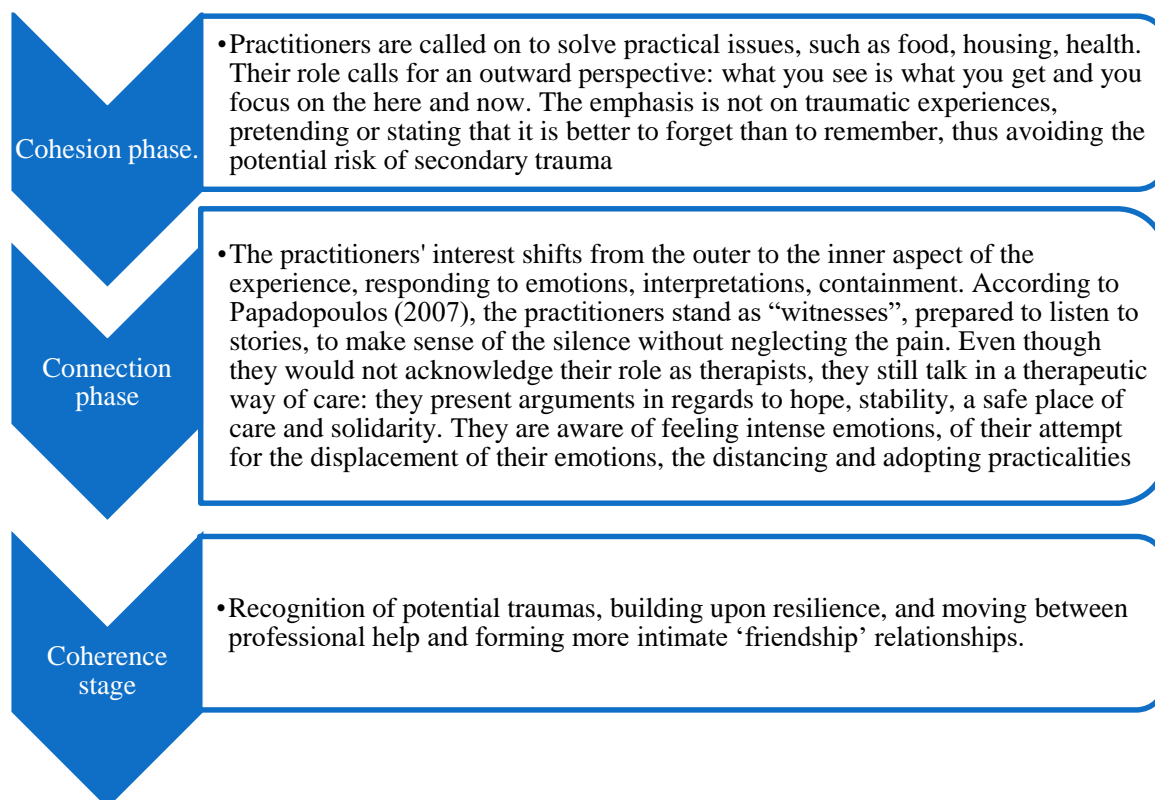 Cohesion phase.
•Practitioners are called on to solve practical issues, such as food, housing, health.
Their role calls for an outward perspective: what you see is what you get and you
focus on the here and now. The emphasis is not on traumatic experiences,
pretending or stating that it is better to forget than to remember, thus avoiding the
potential risk of secondary trauma
Connection
phase
•The practitioners' interest shifts from the outer to the inner aspect of the
experience, responding to emotions, interpretations, containment. According to
Papadopoulos (2007), the practitioners stand as “witnesses”, prepared to listen to
stories, to make sense of the silence without neglecting the pain. Even though
they would not acknowledge their role as therapists, they still talk in a therapeutic
way of care: they present arguments in regards to hope, stability, a safe place of
care and solidarity. They are aware of feeling intense emotions, of their attempt
for the displacement of their emotions, the distancing and adopting practicalities
Coherence
stage
•Recognition of potential traumas, building upon resilience, and moving between
professional help and forming more intimate ‘friendship’ relationships.